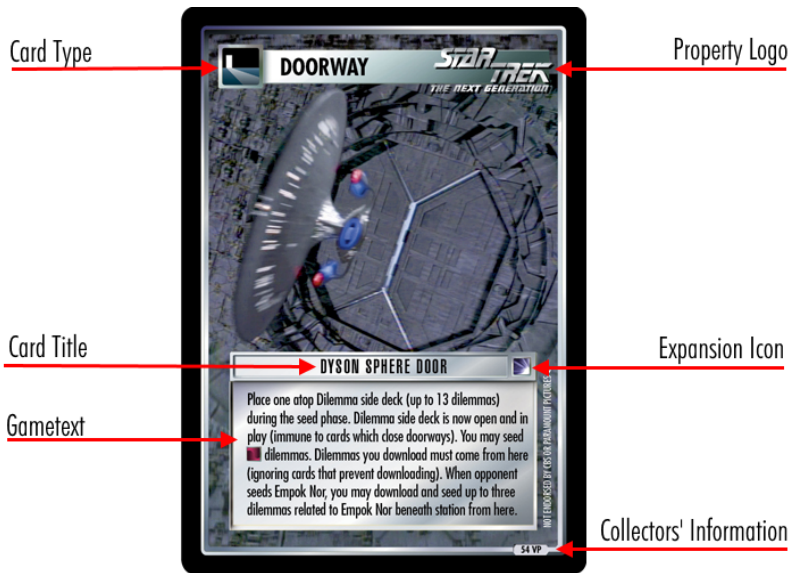 Card Type
DOORWAY
STAR TREK
THE NEXT GENERATION
Property Logo
Card Title
DYSON SPHERE DOOR
Expansion Icon
Gametext
Place one atop Dilemma side deck (up to 13 dilemmas)
during the seed phase. Dilemma side deck is now open and in
play (immune to cards which close doorways). You may seed
dilemmas. Dilemmas you download must come from here
(ignoring cards that prevent downloading). When opponent
seeds Empok Nor, you may download and seed up to three
dilemmas related to Empok Nor beneath station from here.
NOT ENDORSED BY CBS OR PARAMOUNT PICTURES
Collectors' Information
54 VP